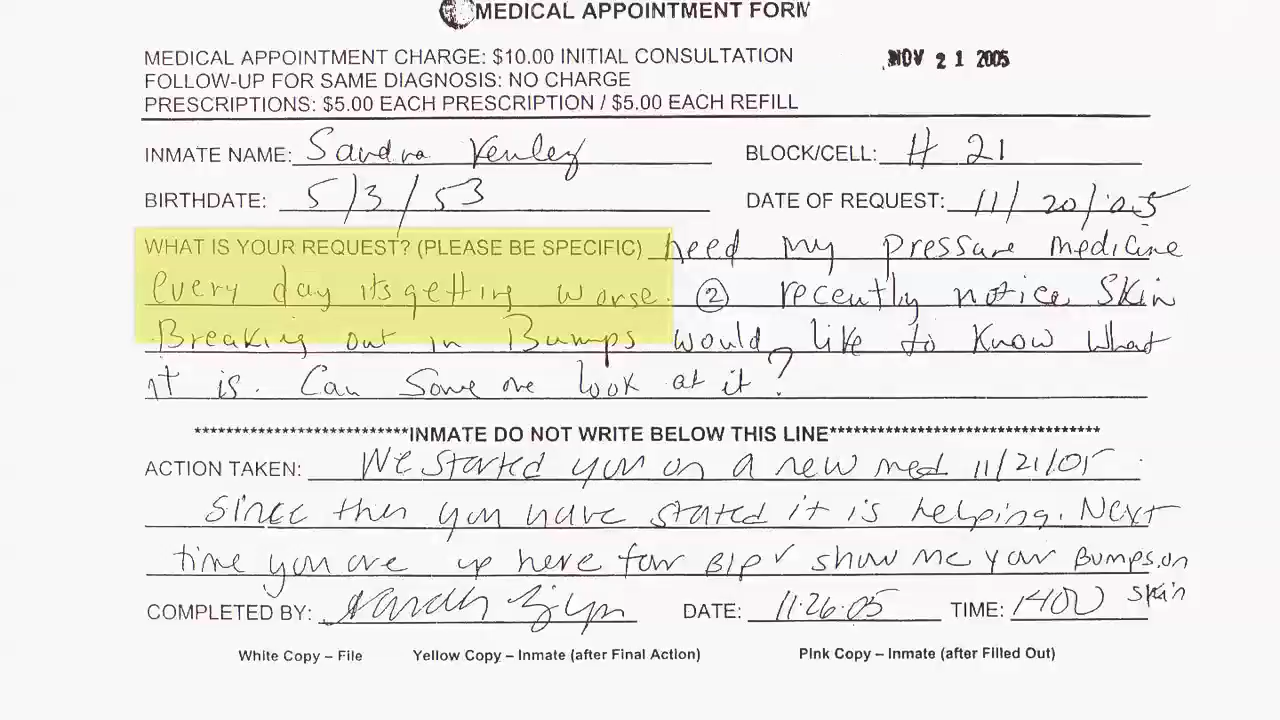 MEDICAL APPOINTMENT FORM
MEDICAL APPOINTMENT CHARGE: $10.00 INITIAL CONSULTATION
NOV 21 2005
FOLLOW-UP FOR SAME DIAGNOSIS: NO CHARGE
PRESCRIPTIONS: $5.00 EACH PRESCRIPTION / $5.00 EACH REFILL
INMATE NAME: Sandra Kenley BLOCK/CELL: H 21
BIRTHDATE: 5/3/53 DATE OF REQUEST: 11/20/05
WHAT IS YOUR REQUEST? (PLEASE BE SPECIFIC) need my pressure medicine
every day its getting worse. ② recently notice Skin
Breaking out in Bumps would like to Know What
it is. Can Some one look at it?
**************************INMATE DO NOT WRITE BELOW THIS LINE*********************************
ACTION TAKEN: We started you on a new med 11/21/05.
Since then you have stated it is helping. Next
time you are up here for B/P √ show me your Bumps on
skin
COMPLETED BY: DATE: 11-26-05 TIME: 1400
White Copy – File Yellow Copy – Inmate (after Final Action) Pink Copy – Inmate (after Filled Out)